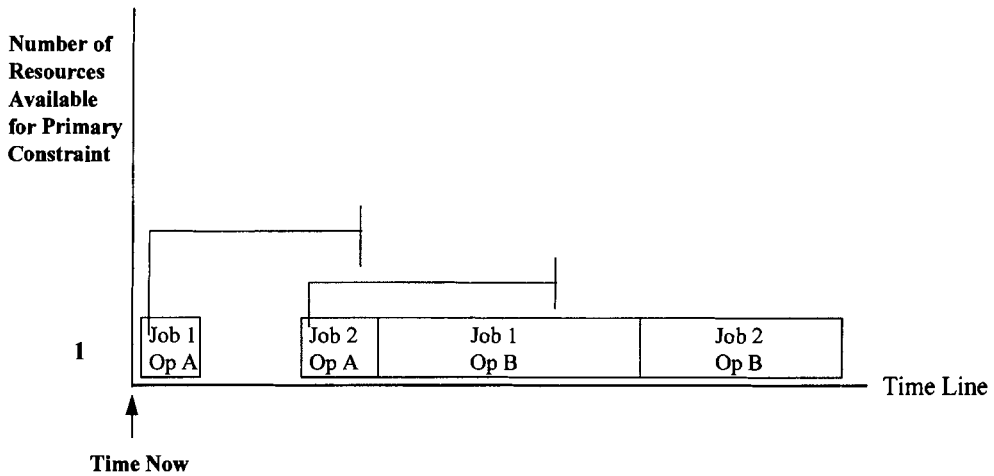 Number of
Resources
Available
for Primary
Constraint
1
Job 1
Op A
Job 2
Op A
Job 1
Op B
Job 2
Op B
Time Line
Time Now